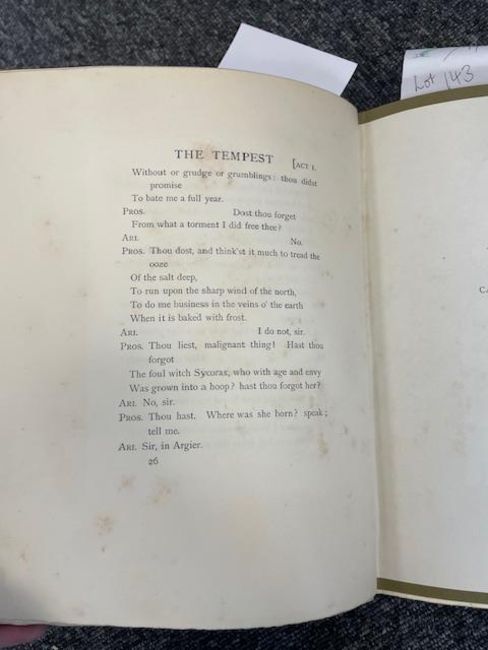 Lot 143
THE TEMPEST [ACT I.
Without or grudge or grumblings: thou didst
promise
To bate me a full year.
PROS. Dost thou forget
From what a torment I did free thee?
ARI. No.
PROS. Thou dost, and think'st it much to tread the
ooze
Of the salt deep,
To run upon the sharp wind of the north,
To do me business in the veins o' the earth
When it is baked with frost.
ARI. I do not, sir.
PROS. Thou liest, malignant thing! Hast thou
forgot
The foul witch Sycorax, who with age and envy
Was grown into a hoop? hast thou forgot her?
ARI. No, sir.
PROS. Thou hast. Where was she born? speak;
tell me.
ARI. Sir, in Argier.
26